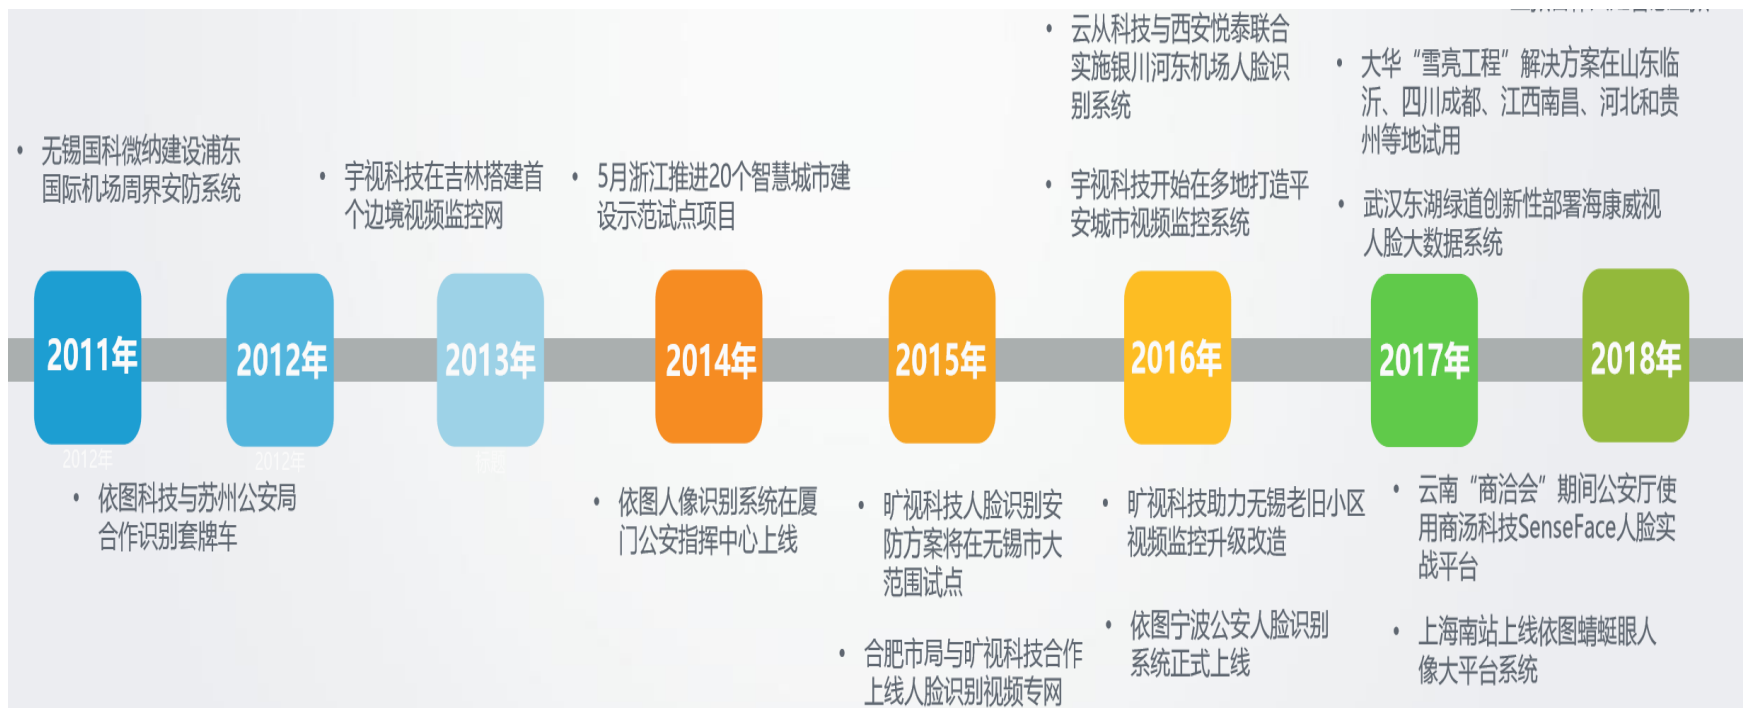 • 云从科技与西安悦泰联合
实施银川河东机场人脸识
别系统
• 大华“雪亮工程”解决方案在山东临
沂、四川成都、江西南昌、河北和贵
州等地试用
• 无锡国科微纳建设浦东
国际机场周界安防系统
• 宇视科技在吉林搭建首
个边境视频监控网
• 5月浙江推进20个智慧城市建
设示范试点项目
• 宇视科技开始在多地打造平
安城市视频监控系统
• 武汉东湖绿道创新性部署海康威视
人脸大数据系统
2011年
2012年
2013年
2014年
2015年
2016年
2017年
2018年
2012年
2012年
标题
• 依图科技与苏州公安局
合作识别套牌车
• 依图人像识别系统在厦
门公安指挥中心上线
• 旷视科技人脸识别安
防方案将在无锡市大
范围试点
• 旷视科技助力无锡老旧小区
视频监控升级改造
• 云南“商洽会”期间公安厅使
用商汤科技SenseFace人脸实
战平台
• 合肥市局与旷视科技合作
上线人脸识别视频专网
• 依图宁波公安人脸识别
系统正式上线
• 上海南站上线依图蜻蜓眼人
像大平台系统